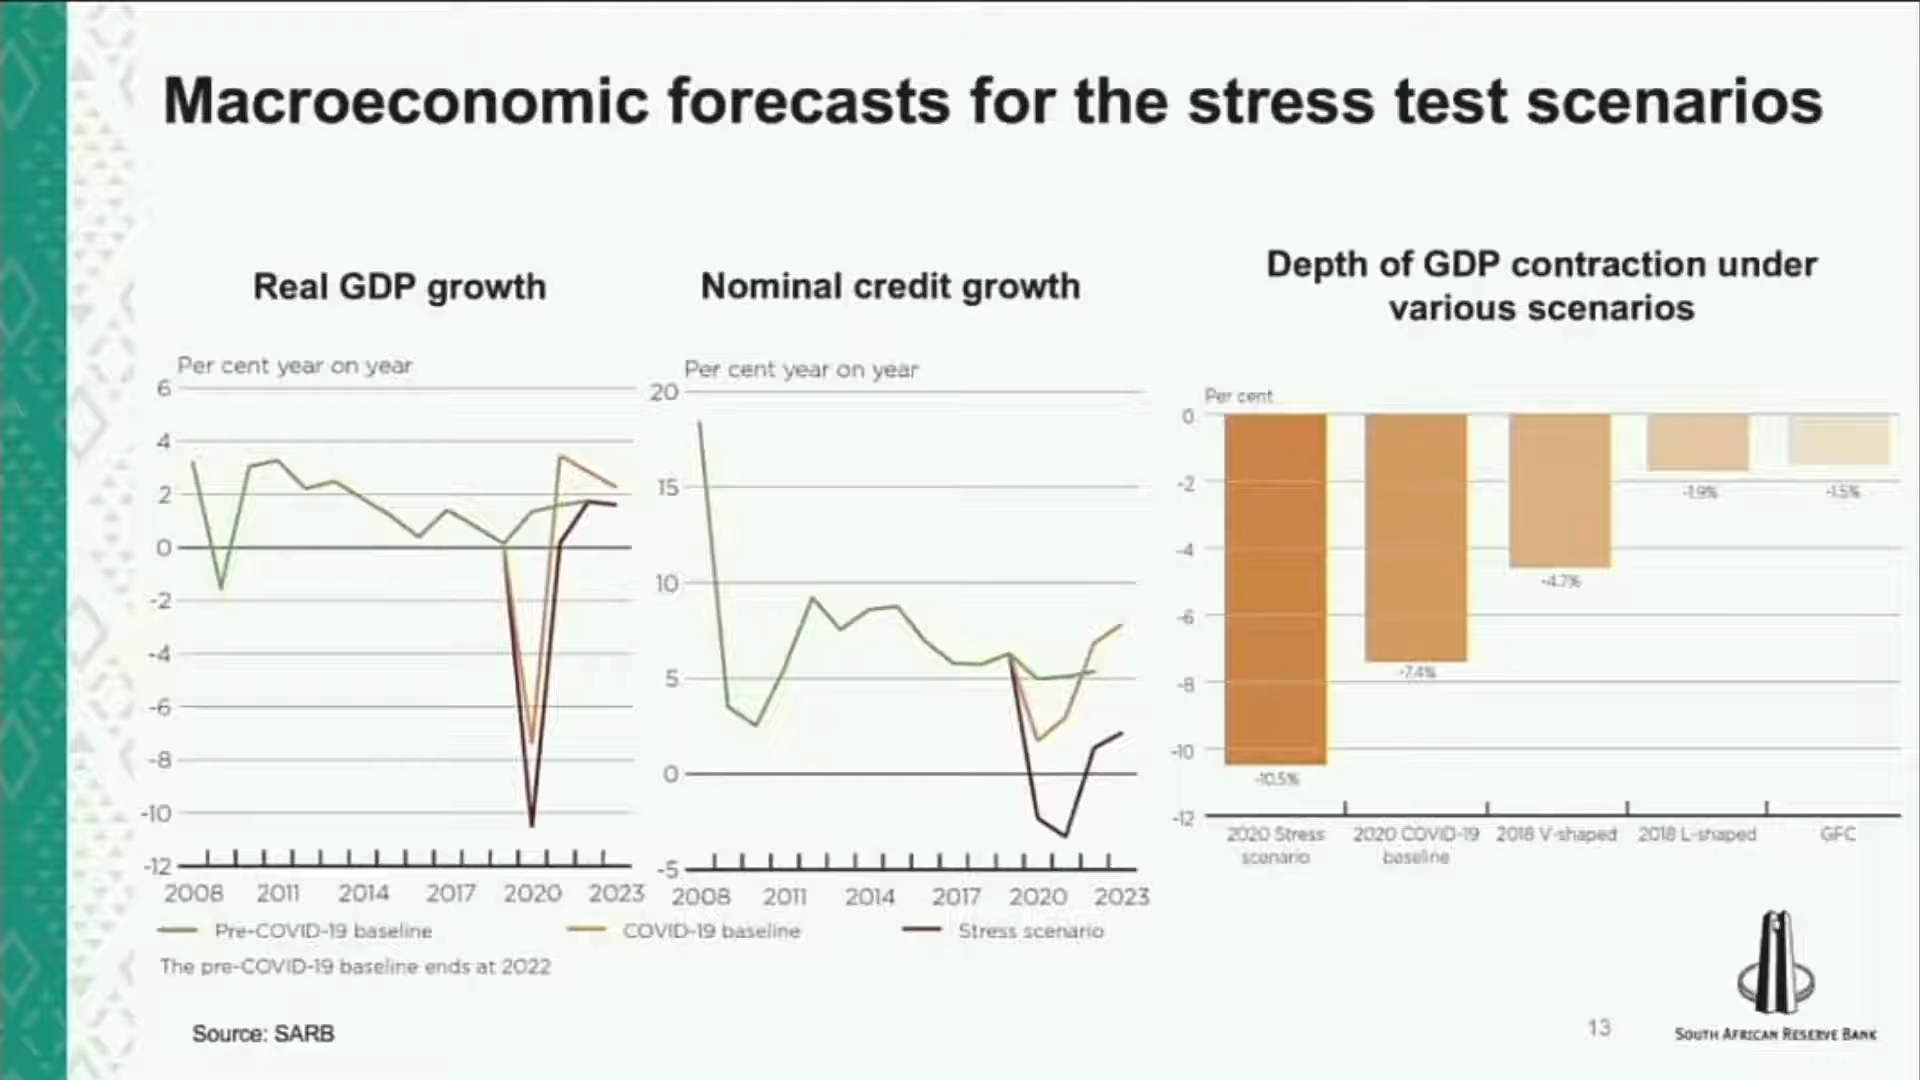 Macroeconomic forecasts for the stress test scenarios
Real GDP growth
Per cent year on year
6
4
2
0
-2
-4
-6
-8
-10
-12
2008 2011 2014 2017 2020 2023
Nominal credit growth
Per cent year on year
20
15
10
5
0
-5
2008 2011 2014 2017 2020 2023
Pre-COVID-19 baseline COVID-19 baseline Stress scenario
The pre-COVID-19 baseline ends at 2022
Depth of GDP contraction under
various scenarios
Per cent
0
-2
-4
-6
-8
-10
-12
-10.5%
-7.4%
-4.7%
-1.9%
-1.5%
2020 Stress 2020 COVID-19 2018 V-shaped 2018 L-shaped GFC
scenario baseline
Source: SARB
13
SOUTH AFRICAN RESERVE BANK